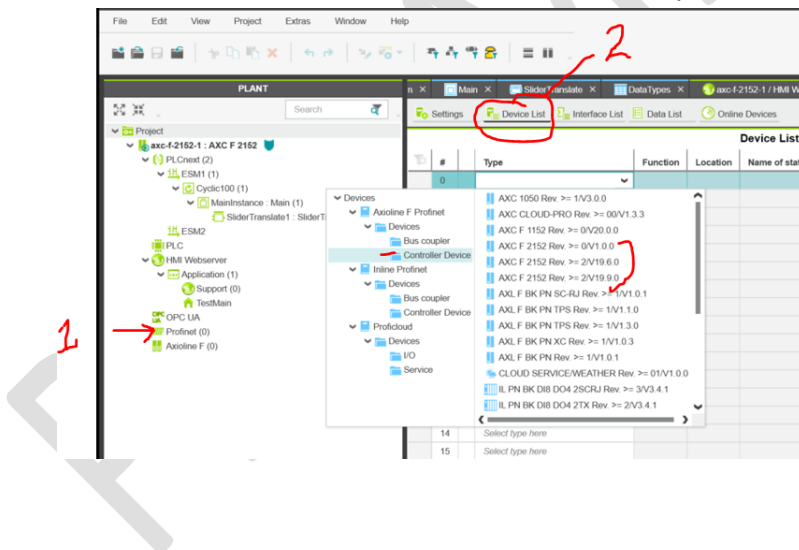 File Edit View Project Extras Window Help
2
PLANT
Main
SliderTranslate
DataTypes
axc-f-2152-1 / HMI W
Search
Settings
Device List
Interface List
Data List
Online Devices
Device List
# Type Function Location Name of stat
0
Project
axc-f-2152-1 : AXC F 2152
PLCnext (2)
ESM1 (1)
Cyclic100 (1)
MainInstance : Main (1)
SliderTranslate1 : SliderT
ESM2
PLC
HMI Webserver
Application (1)
Support (0)
TestMain
OPC UA
OPC UA
1
Profinet (0)
Axioline F (0)
Devices
Axioline F Profinet
Devices
Bus coupler
Controller Device
Inline Profinet
Devices
Bus coupler
Controller Device
Proficloud
Devices
I/O
Service
AXC 1050 Rev. >= 1/V3.0.0
AXC CLOUD-PRO Rev. >= 00/V1.3.3
AXC F 1152 Rev. >= 0/V20.0.0
AXC F 2152 Rev. >= 0/V1.0.0
AXC F 2152 Rev. >= 2/V19.6.0
AXC F 2152 Rev. >= 2/V19.9.0
AXL F BK PN SC-RJ Rev. >= 1/V1.0.1
AXL F BK PN TPS Rev. >= 1/V1.1.0
AXL F BK PN TPS Rev. >= 1/V1.3.0
AXL F BK PN XC Rev. >= 1/V1.0.3
AXL F BK PN Rev. >= 1/V1.0.1
CLOUD SERVICE/WEATHER Rev. >= 01/V1.0.0
IL PN BK DI8 DO4 2SCRJ Rev. >= 3/V3.4.1
IL PN BK DI8 DO4 2TX Rev. >= 2/V3.4.1
14 Select type here
15 Select type here